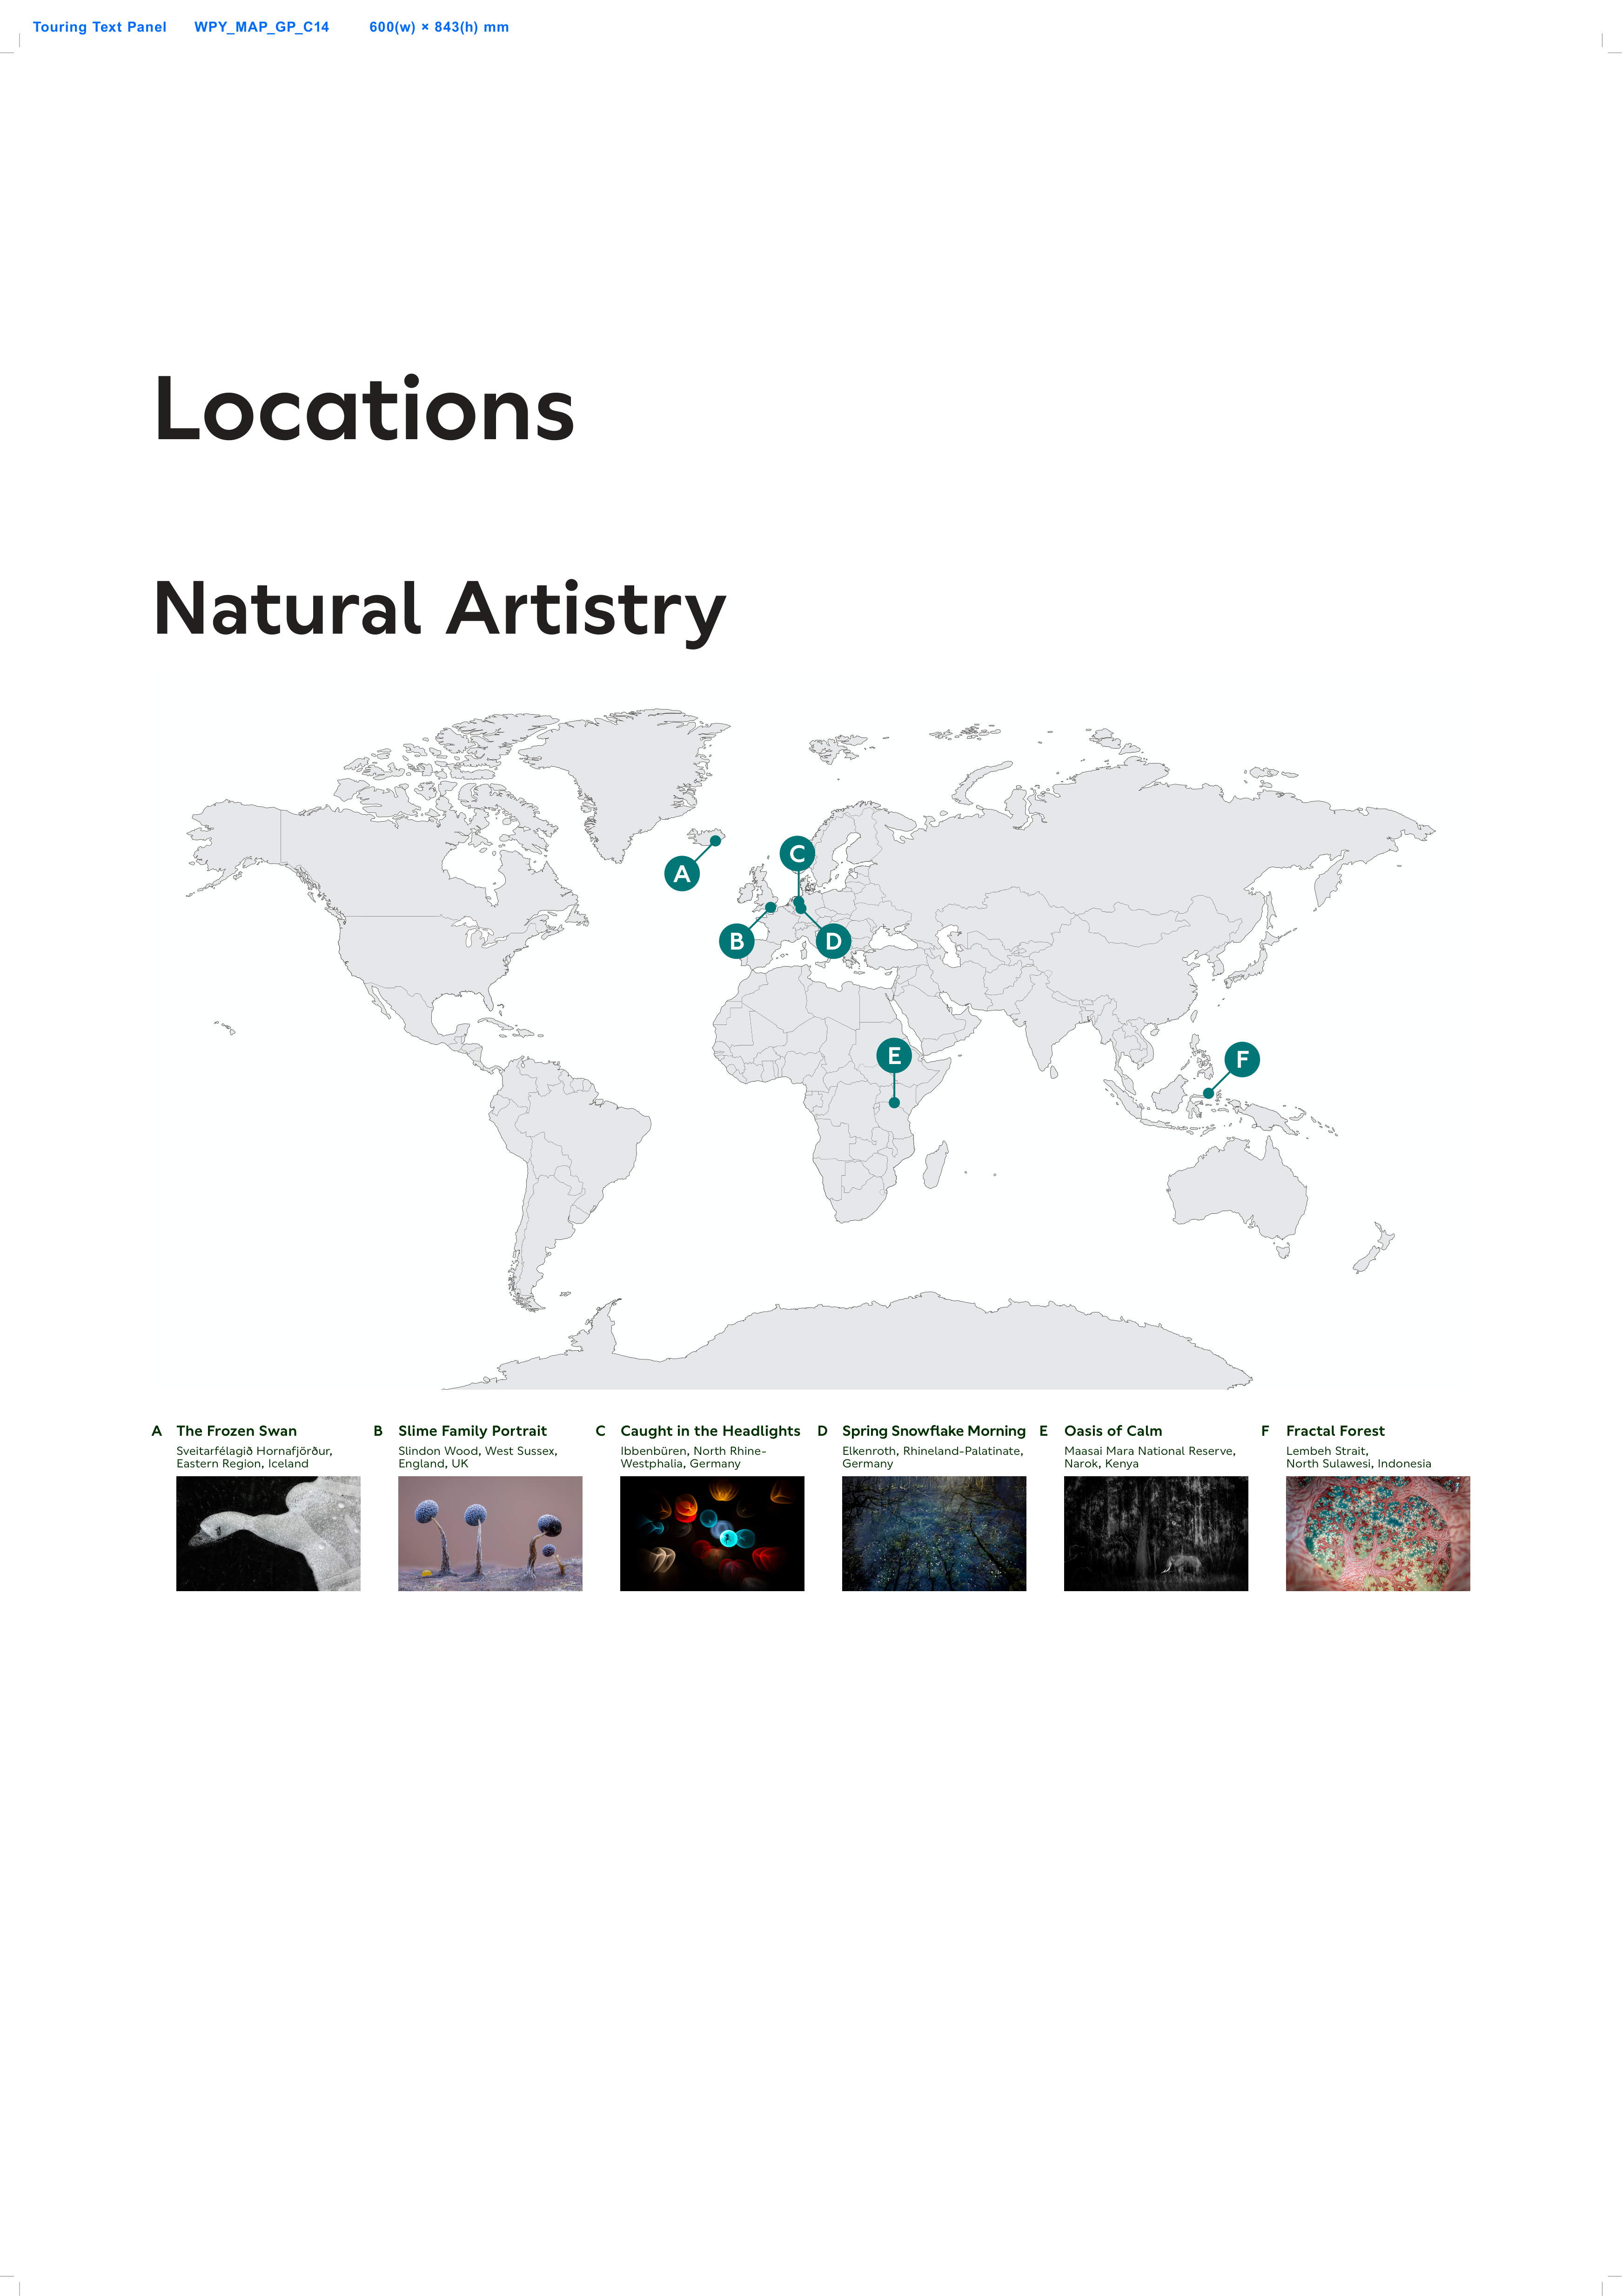 Touring Text Panel WPY_MAP_GP_C14 600(w) × 843(h) mm
Locations
Natural Artistry
C
A
B
D
E
F
A The Frozen Swan
Sveitarfélagið Hornafjörður,
Eastern Region, Iceland
B Slime Family Portrait
Slindon Wood, West Sussex,
England, UK
C Caught in the Headlights
Ibbenbüren, North Rhine-
Westphalia, Germany
D Spring Snowflake Morning
Elkenroth, Rhineland-Palatinate,
Germany
E Oasis of Calm
Maasai Mara National Reserve,
Narok, Kenya
F Fractal Forest
Lembeh Strait,
North Sulawesi, Indonesia